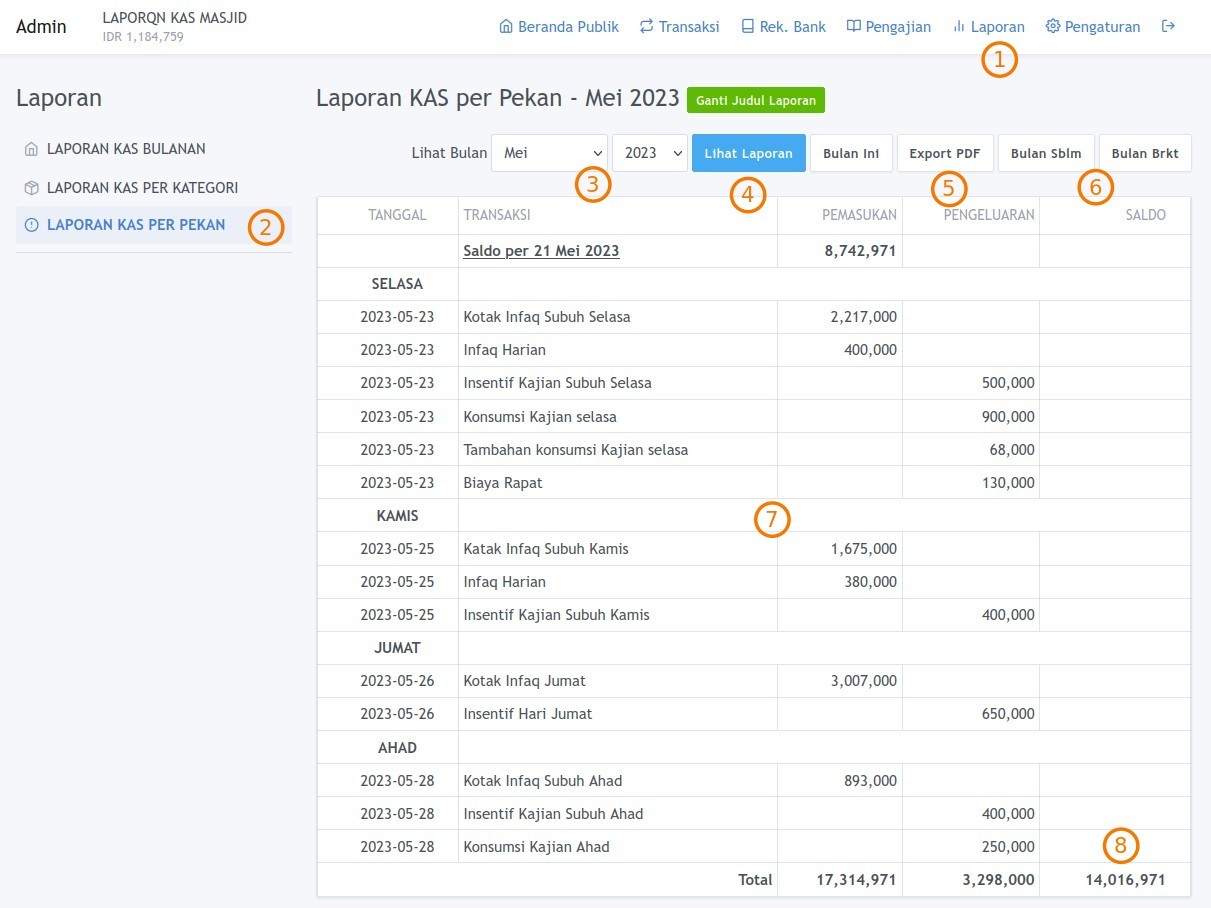 Admin
LAPORQN KAS MASJID
IDR 1,184,759
Beranda Publik Transaksi Rek. Bank Pengajian Laporan Pengaturan
1
Laporan
LAPORAN KAS BULANAN
LAPORAN KAS PER KATEGORI
LAPORAN KAS PER PEKAN 2
Laporan KAS per Pekan - Mei 2023 Ganti Judul Laporan
Lihat Bulan Mei 2023 Lihat Laporan Bulan Ini Export PDF Bulan Sblm Bulan Brkt
3 4 5 6
TANGGAL TRANSAKSI PEMASUKAN PENGELUARAN SALDO
Saldo per 21 Mei 2023 8,742,971
SELASA
2023-05-23 Kotak Infaq Subuh Selasa 2,217,000
2023-05-23 Infaq Harian 400,000
2023-05-23 Insentif Kajian Subuh Selasa 500,000
2023-05-23 Konsumsi Kajian selasa 900,000
2023-05-23 Tambahan konsumsi Kajian selasa 68,000
2023-05-23 Biaya Rapat 130,000
KAMIS 7
2023-05-25 Katak Infaq Subuh Kamis 1,675,000
2023-05-25 Infaq Harian 380,000
2023-05-25 Insentif Kajian Subuh Kamis 400,000
JUMAT
2023-05-26 Kotak Infaq Jumat 3,007,000
2023-05-26 Insentif Hari Jumat 650,000
AHAD
2023-05-28 Kotak Infaq Subuh Ahad 893,000
2023-05-28 Insentif Kajian Subuh Ahad 400,000
2023-05-28 Konsumsi Kajian Ahad 250,000 8
Total 17,314,971 3,298,000 14,016,971